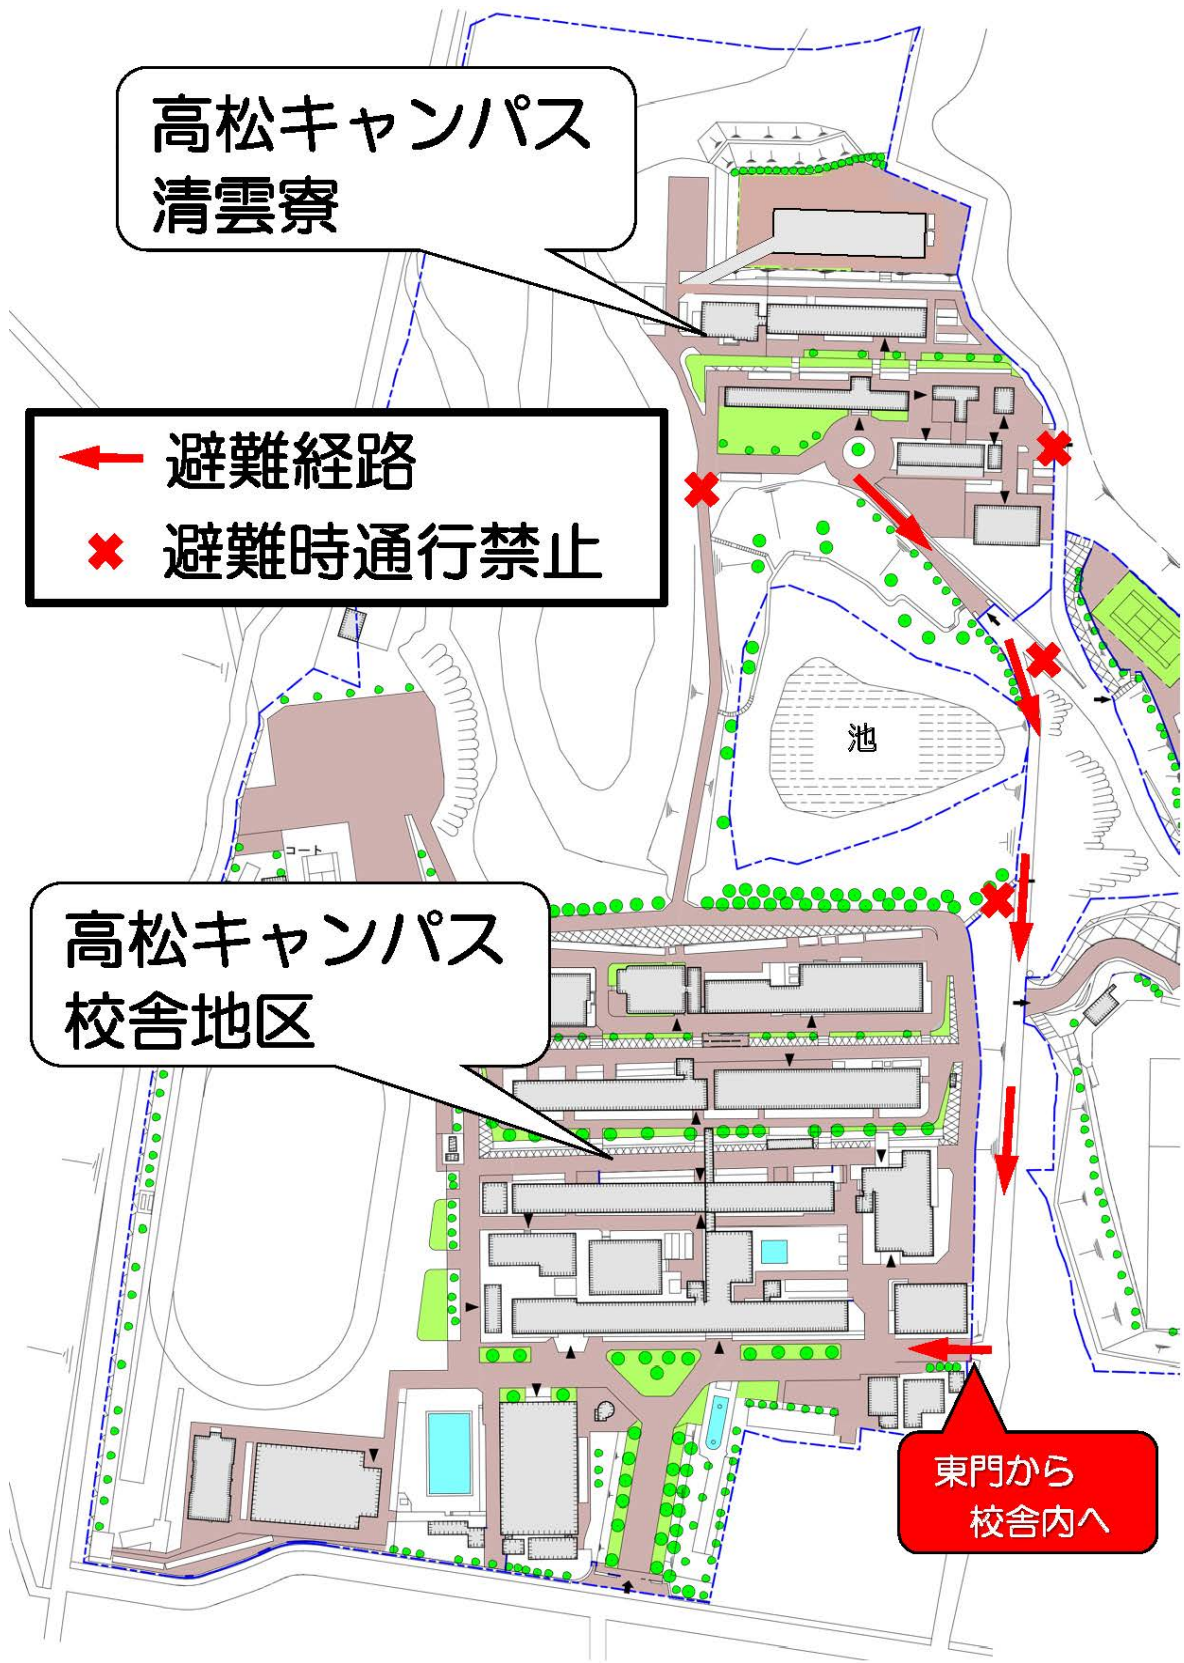 高松キャンパス
清雲寮
避難経路
避難時通行禁止
池
コート
高松キャンパス
校舎地区
東門から
校舎内へ